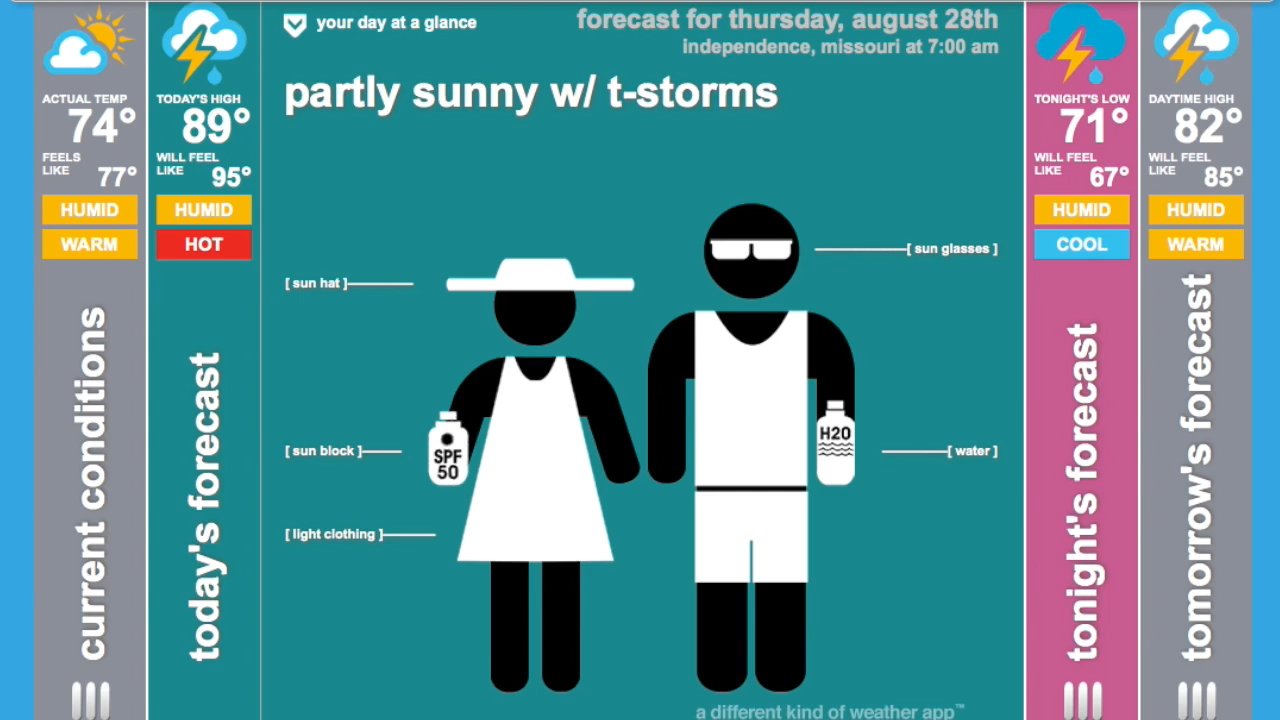 ACTUAL TEMP
74°
FEELS
LIKE 77°
HUMID
WARM
current conditions
TODAY'S HIGH
89°
WILL FEEL
LIKE 95°
HUMID
HOT
today's forecast
your day at a glance
forecast for thursday, august 28th
independence, missouri at 7:00 am
partly sunny w/ t-storms
[ sun glasses ]
[ sun hat ]
H20
SPF
50
[ sun block ]
[ water ]
[ light clothing ]
a different kind of weather app™
TONIGHT'S LOW
71°
WILL FEEL
LIKE 67°
HUMID
COOL
tonight's forecast
DAYTIME HIGH
82°
WILL FEEL
LIKE 85°
HUMID
WARM
tomorrow's forecast